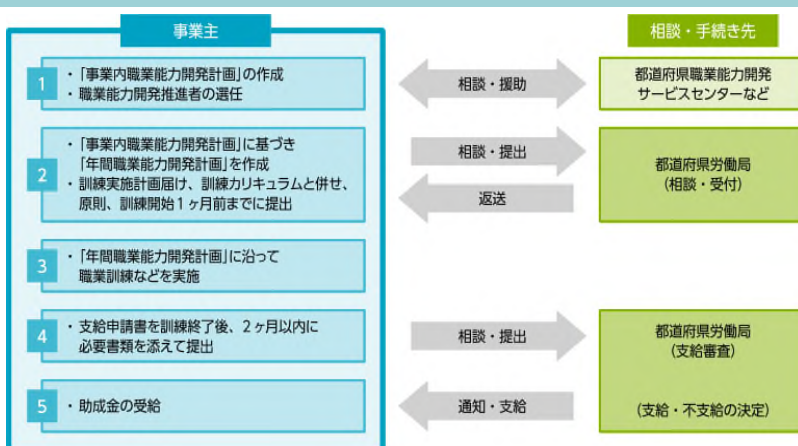 事業主
相談・手続き先
1
・「事業内職業能力開発計画」の作成
・職業能力開発推進者の選任
相談・援助
都道府県職業能力開発
サービスセンターなど
2
・「事業内職業能力開発計画」に基づき
「年間職業能力開発計画」を作成
・訓練実施計画届け、訓練カリキュラムと併せ、
原則、訓練開始1ヶ月前までに提出
相談・提出
返送
都道府県労働局
(相談・受付)
3
・「年間職業能力開発計画」に沿って
職業訓練などを実施
4
・支給申請書を訓練終了後、2ヶ月以内に
必要書類を添えて提出
相談・提出
都道府県労働局
(支給審査)
5
・助成金の受給
通知・支給
(支給・不支給の決定)